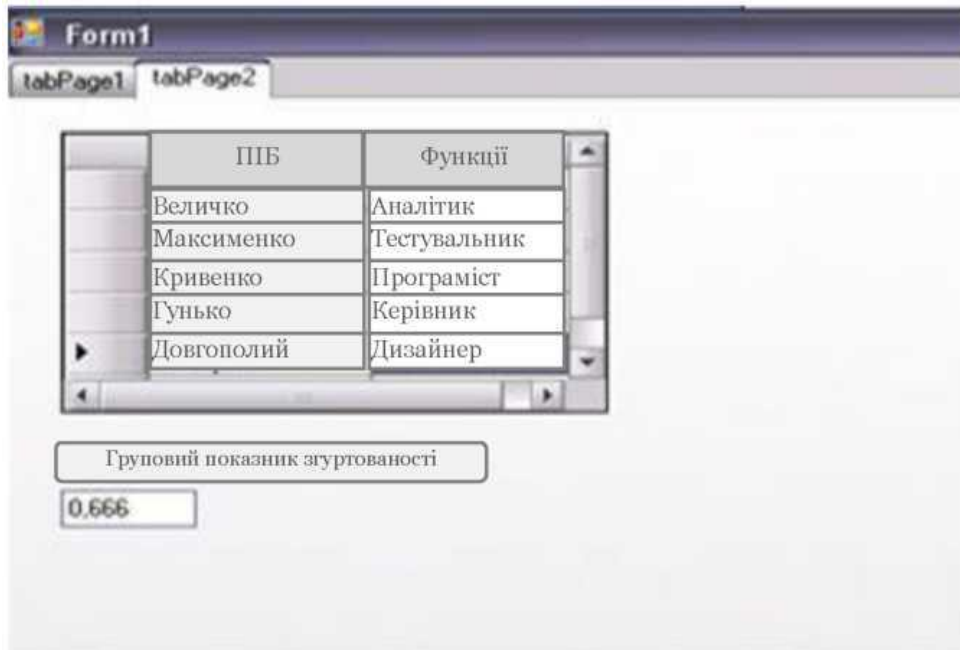 Form1
tabPage1 tabPage2
ПІБ Функції
Величко Аналітик
Максименко Тестувальник
Кривенко Програміст
Гунько Керівник
Довгополий Дизайнер
Груповий показник згуртованості
0,666